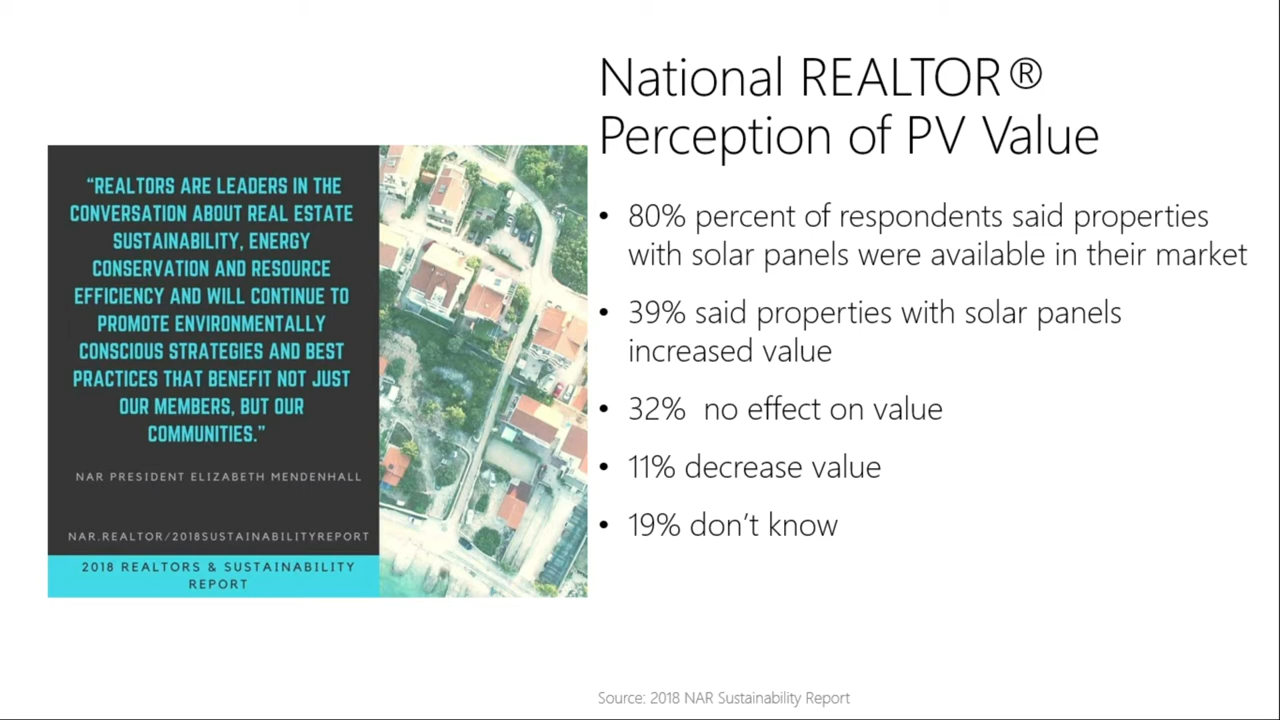 National REALTOR®
Perception of PV Value
“REALTORS ARE LEADERS IN THE
CONVERSATION ABOUT REAL ESTATE
SUSTAINABILITY, ENERGY
CONSERVATION AND RESOURCE
EFFICIENCY AND WILL CONTINUE TO
PROMOTE ENVIRONMENTALLY
CONSCIOUS STRATEGIES AND BEST
PRACTICES THAT BENEFIT NOT JUST
OUR MEMBERS, BUT OUR
COMMUNITIES.”
NAR PRESIDENT ELIZABETH MENDENHALL
NAR.REALTOR/2018SUSTAINABILITYREPORT
2018 REALTORS & SUSTAINABILITY
REPORT
• 80% percent of respondents said properties
with solar panels were available in their market
• 39% said properties with solar panels
increased value
• 32%  no effect on value
• 11% decrease value
• 19% don’t know
Source: 2018 NAR Sustainability Report